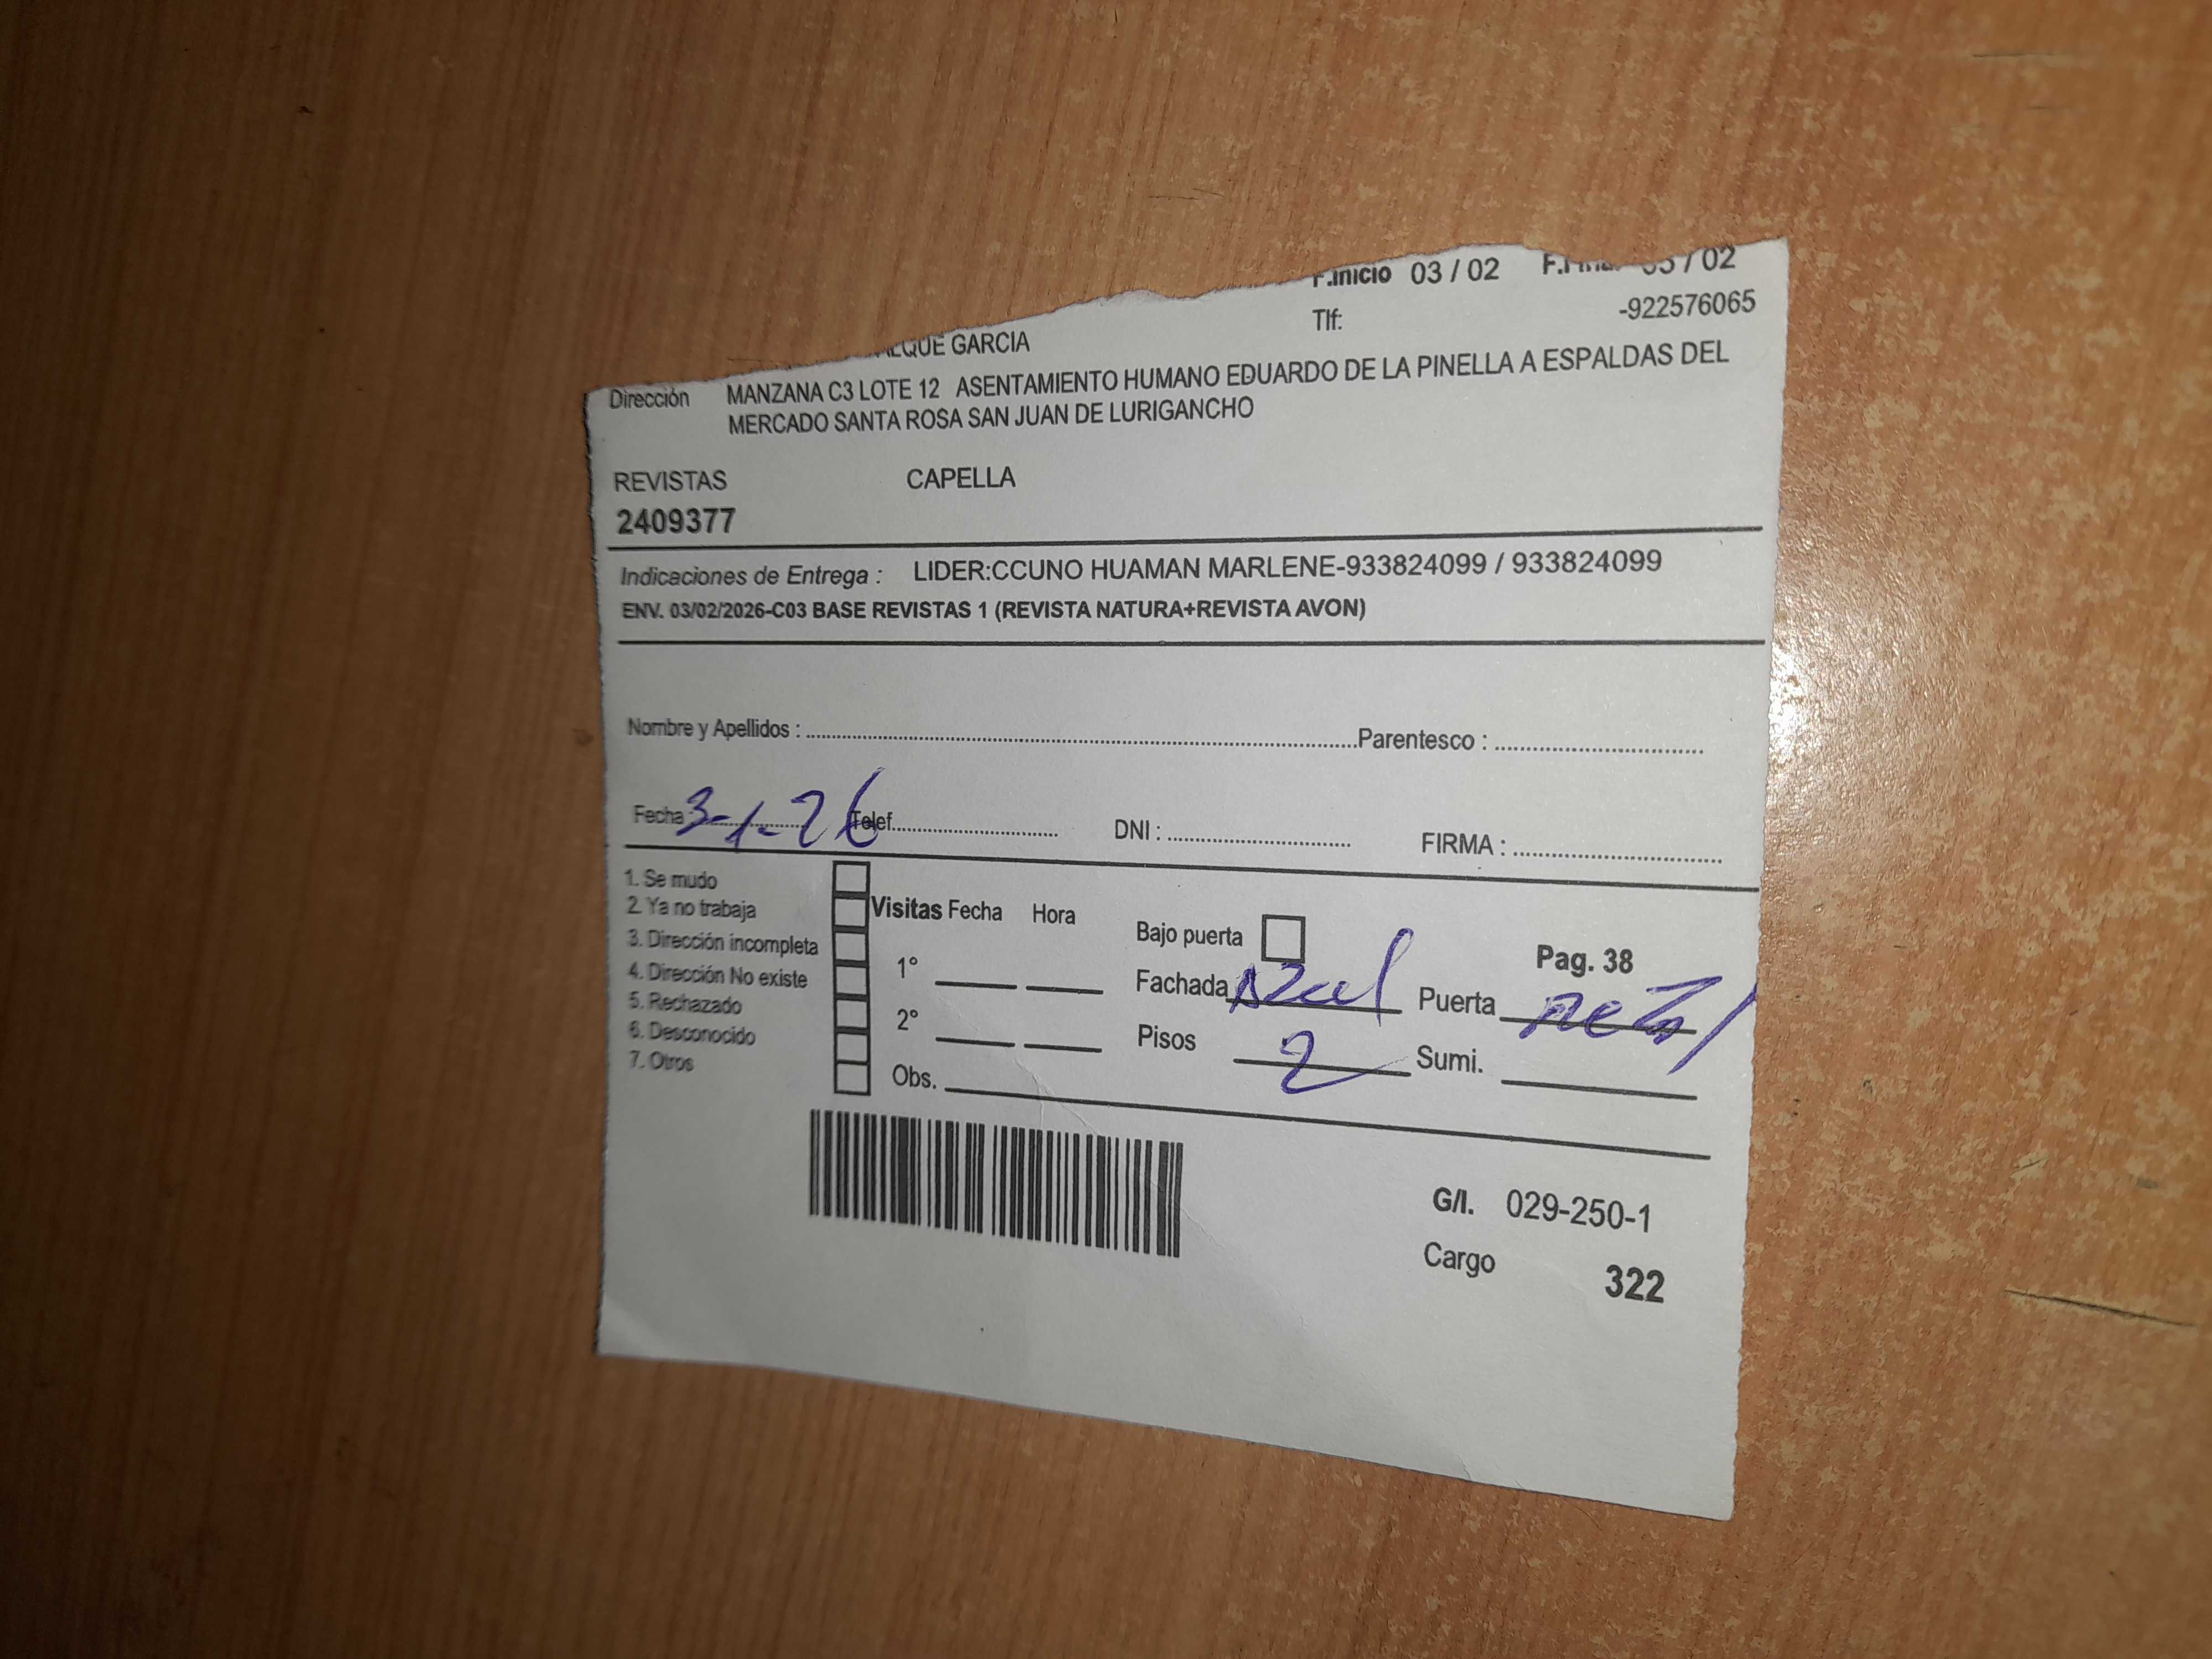 F.Inicio 03 / 02 F.Final 03 / 02
Tlf: -922576065
GARCIA
Dirección MANZANA C3 LOTE 12 ASENTAMIENTO HUMANO EDUARDO DE LA PINELLA A ESPALDAS DEL
MERCADO SANTA ROSA SAN JUAN DE LURIGANCHO
REVISTAS CAPELLA
2409377
Indicaciones de Entrega : LIDER:CCUNO HUAMAN MARLENE-933824099 / 933824099
ENV. 03/02/2026-C03 BASE REVISTAS 1 (REVISTA NATURA+REVISTA AVON)
Nombre y Apellidos : Parentesco :
Fecha 3-1-26 Telef. DNI : FIRMA :
1. Se mudo
2. Ya no trabaja
3. Dirección incompleta
4. Dirección No existe
5. Rechazado
6. Desconocido
7. Otros
Visitas Fecha Hora
1°
2°
Obs.
Bajo puerta
Pag. 38
Fachada Azul Puerta
Pisos 2 Sumi.
G/I. 029-250-1
Cargo 322